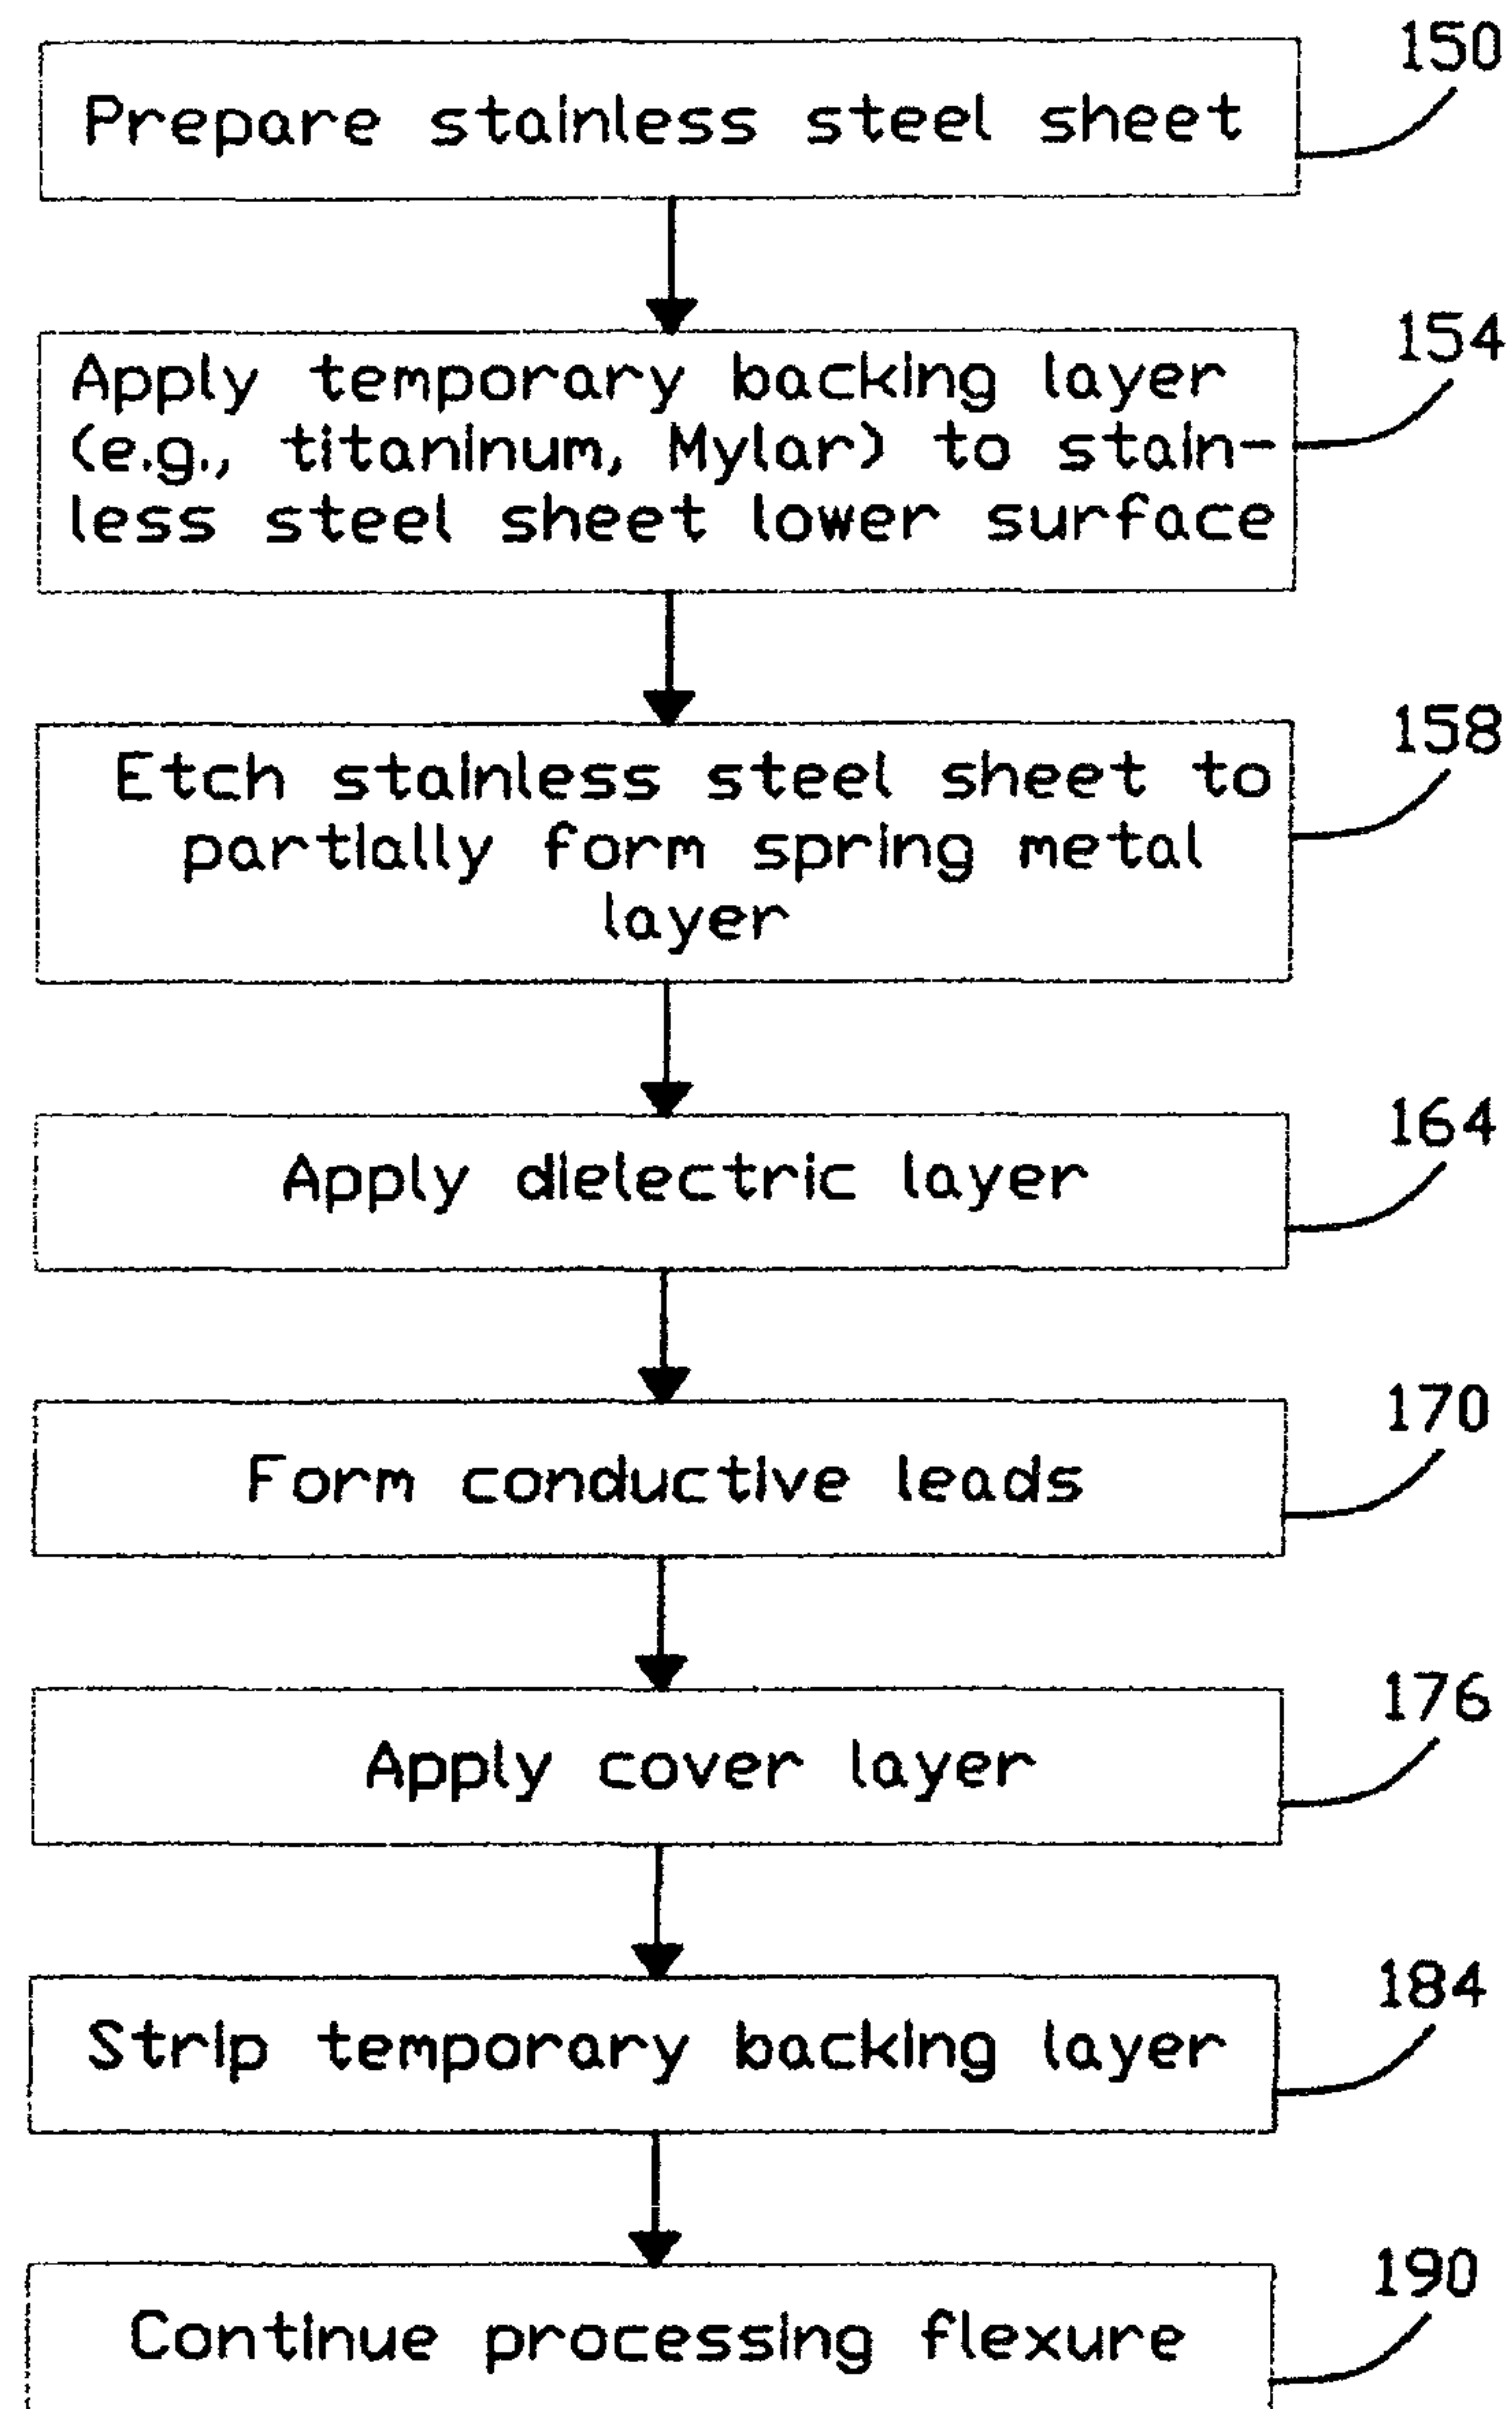 150
Prepare stainless steel sheet
154
Apply temporary backing layer
(e.g., titaninum, Mylar) to stain-
less steel sheet lower surface
158
Etch stainless steel sheet to
partially form spring metal
layer
164
Apply dielectric layer
170
Form conductive leads
176
Apply cover layer
184
Strip temporary backing layer
190
Continue processing flexure